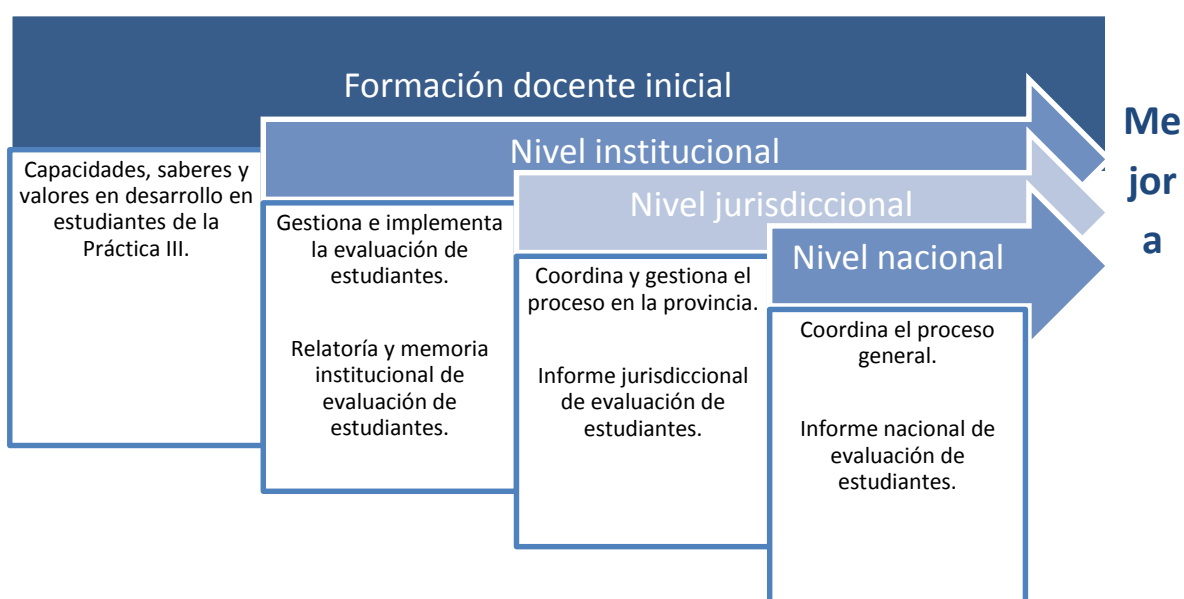 Formación docente inicial
Nivel institucional
Nivel jurisdiccional
Nivel nacional
Me
jor
a
Capacidades, saberes y
valores en desarrollo en
estudiantes de la
Práctica III.
Gestiona e implementa
la evaluación de
estudiantes.
Relatoría y memoria
institucional de
evaluación de
estudiantes.
Coordina y gestiona el
proceso en la provincia.
Informe jurisdiccional
de evaluación de
estudiantes.
Coordina el proceso
general.
Informe nacional de
evaluación de
estudiantes.